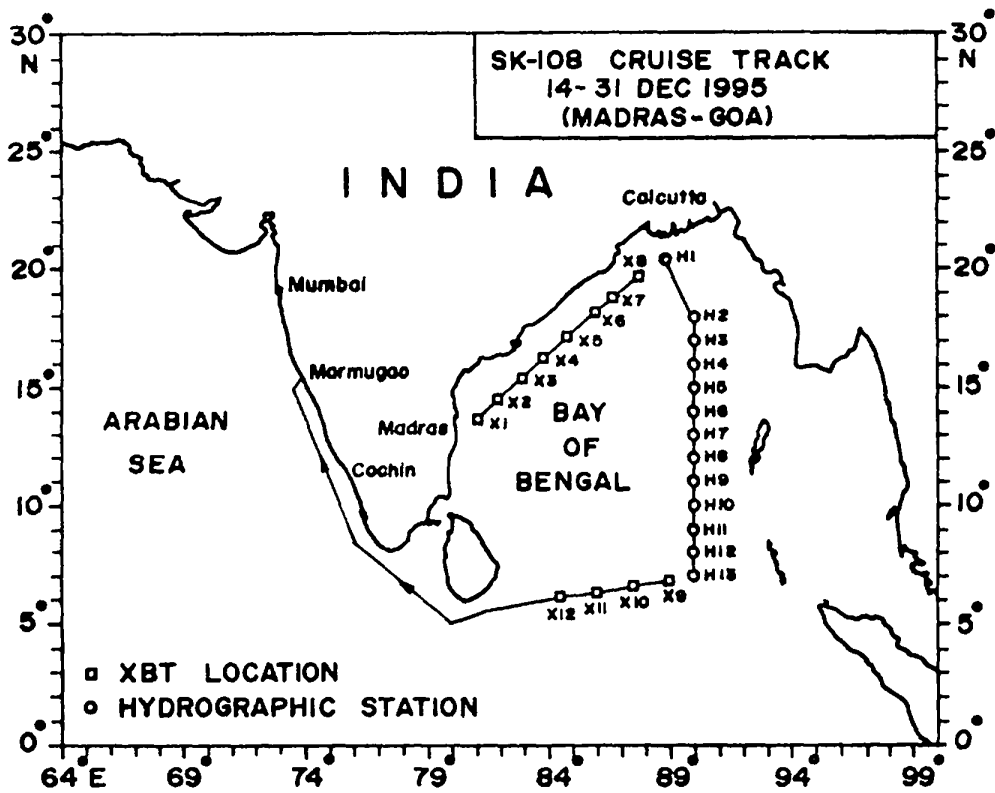 30°
N
25°
20°
15°
10°
5°
0°
30°
N
25°
20°
15°
10°
5°
0°
SK-108 CRUISE TRACK
14-31 DEC 1995
(MADRAS-GOA)
INDIA
Calcutta
Mumbai
Marmugao
Cochin
Madras
ARABIAN
SEA
BAY
OF
BENGAL
X8
X7
X6
X5
X4
X3
X2
X1
H1
H2
H3
H4
H5
H6
H7
H8
H9
H10
H11
H12
H13
X12
X11
X10
X9
XBT LOCATION
HYDROGRAPHIC STATION
64°E
69°
74°
79°
84°
89°
94°
99°